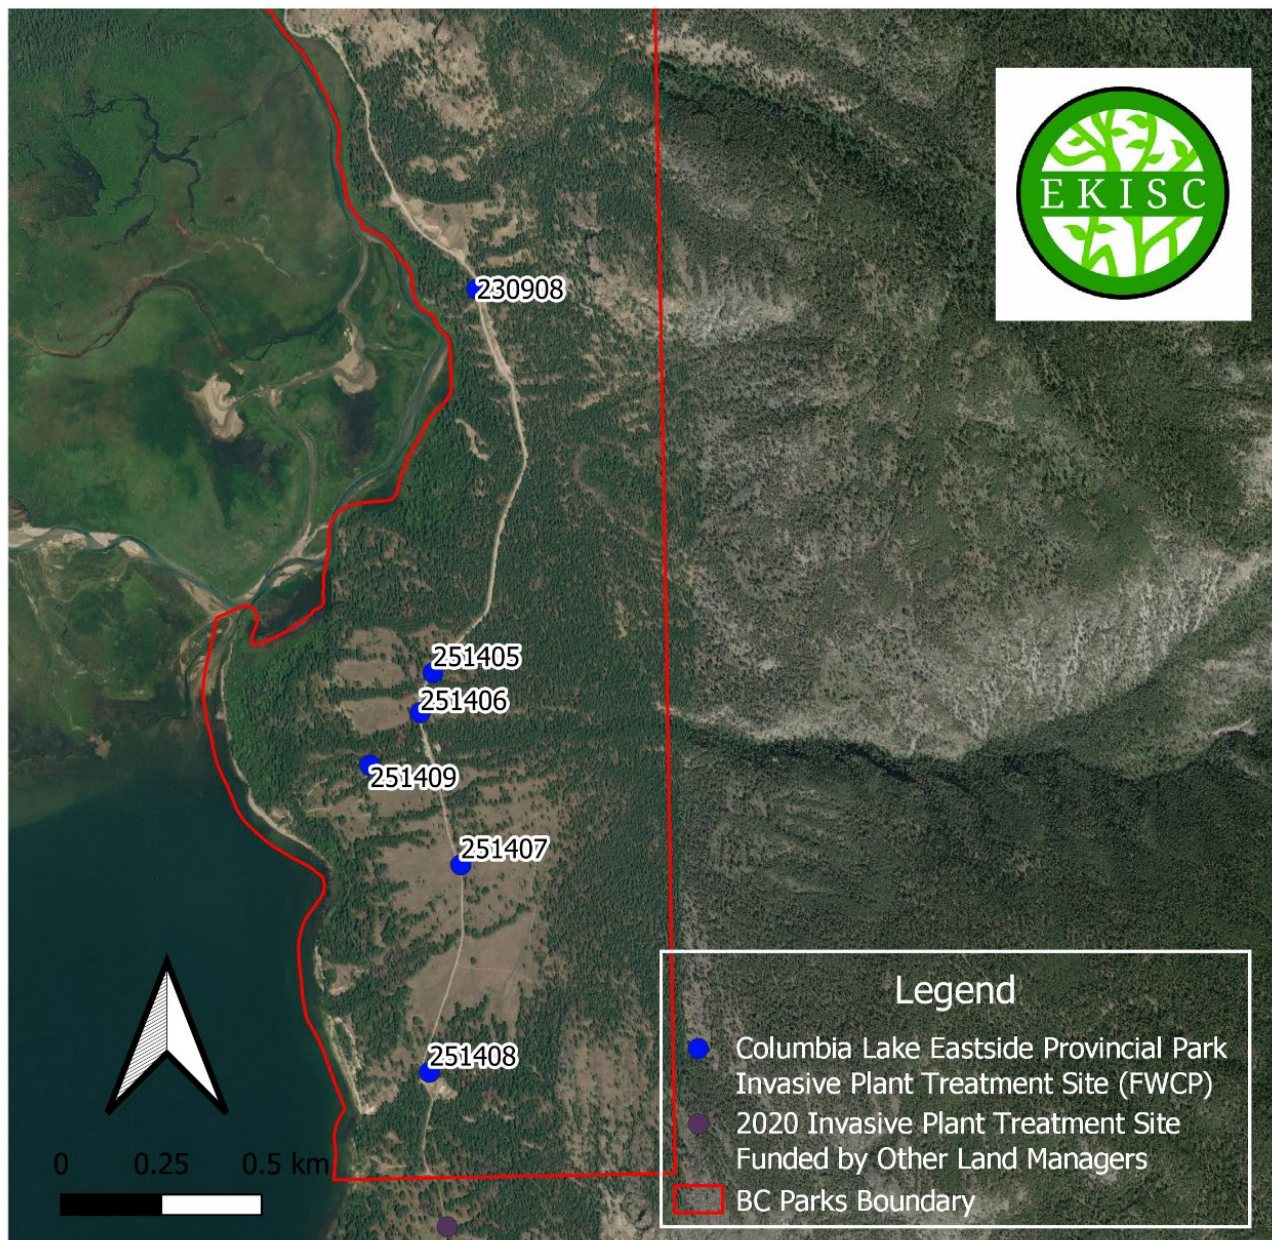 EKISC
230908
251405
251406
251409
251407
251408
Legend
Columbia Lake Eastside Provincial Park
Invasive Plant Treatment Site (FWCP)
2020 Invasive Plant Treatment Site
Funded by Other Land Managers
BC Parks Boundary
0 0.25 0.5 km